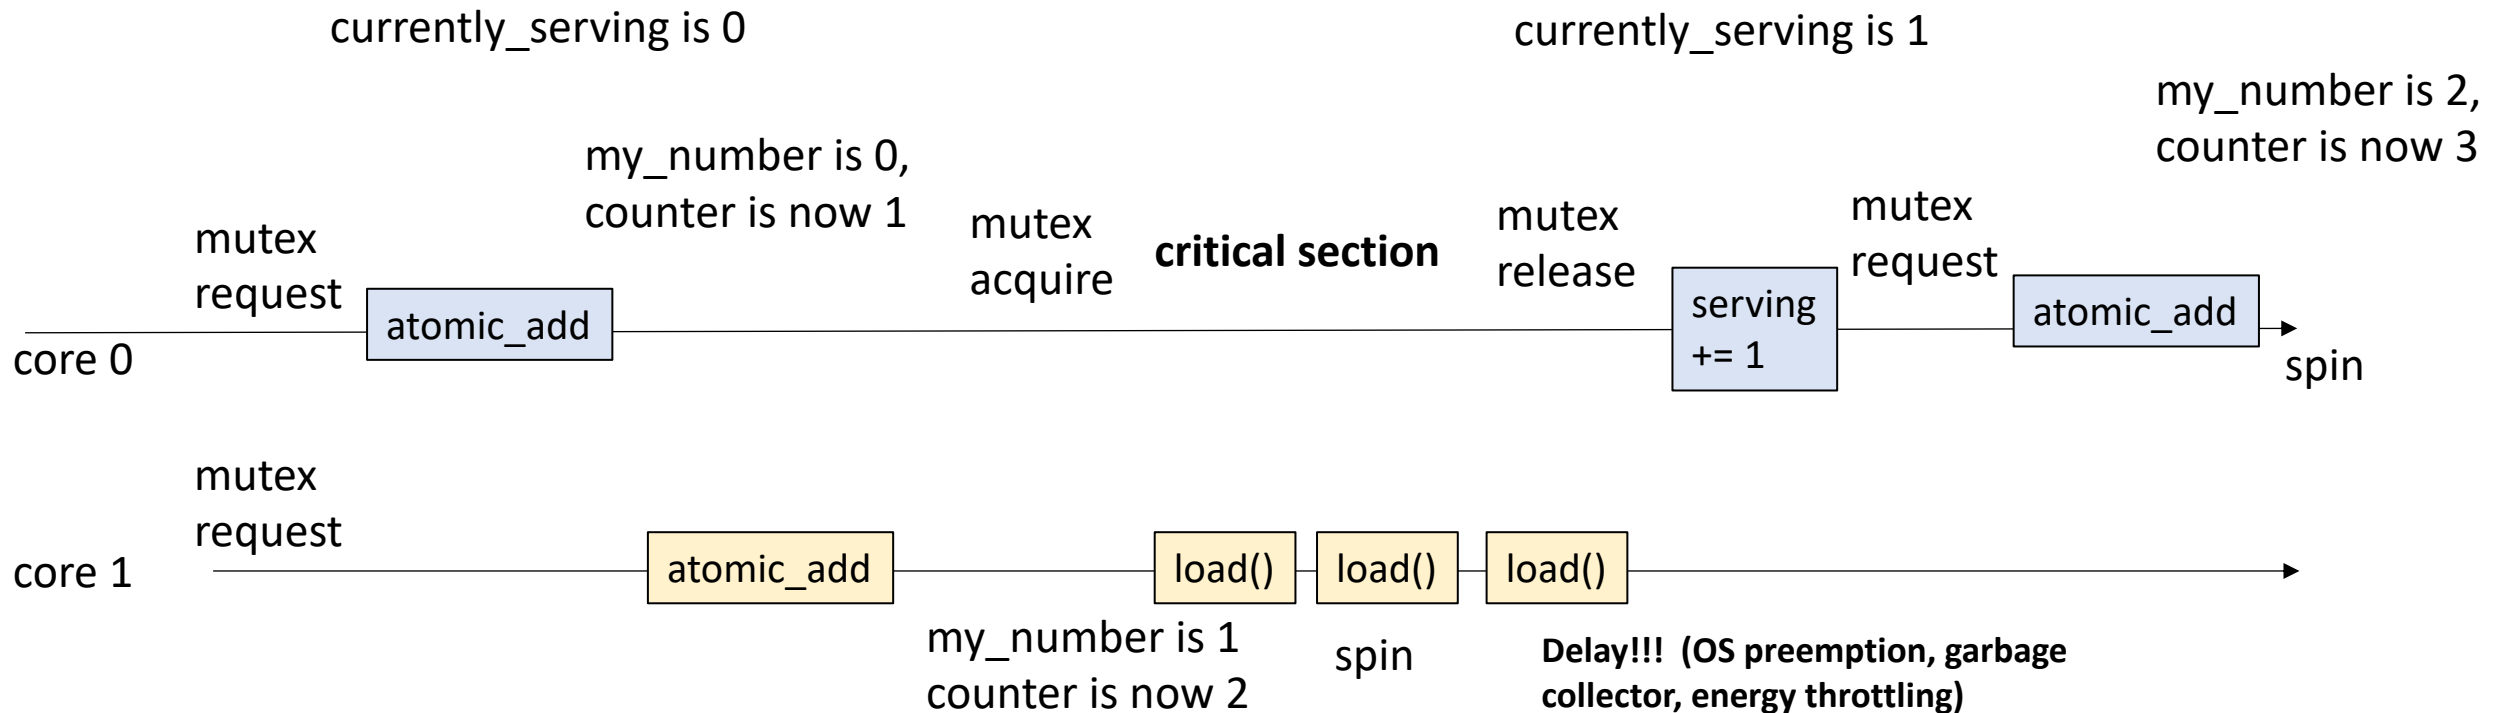 currently_serving is 0
currently_serving is 1
my_number is 2,
counter is now 3
my_number is 0,
counter is now 1
mutex
request
atomic_add
mutex
acquire
critical section
mutex
release
serving
+= 1
mutex
request
atomic_add
core 0
spin
mutex
request
core 1
atomic_add
load()
load()
load()
my_number is 1
counter is now 2
spin
Delay!!! (OS preemption, garbage
collector, energy throttling)